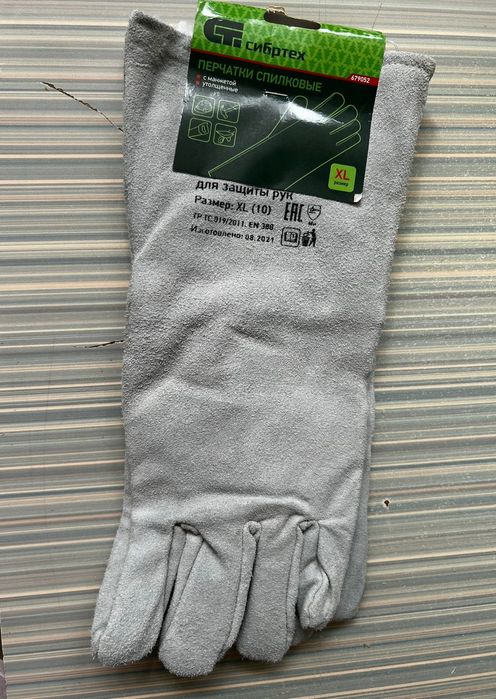 сибртех
ПЕРЧАТКИ СПИЛКОВЫЕ
с манжетой
утолщенные
679052
XL
размер
для защиты рук
Размер: XL (10)
ТР ТС 019/2011, EN 388
Изготовлено: 08.2021
EAC